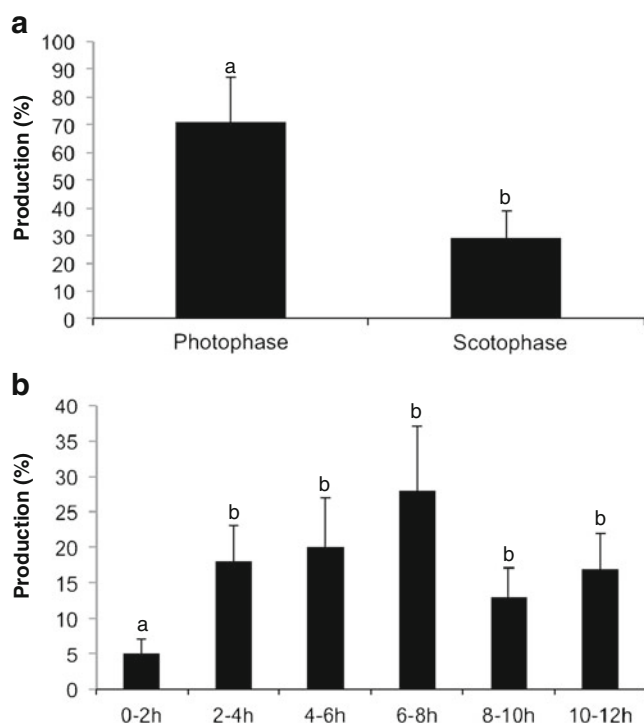 a
Production (%)
100
90
80
70
60
50
40
30
20
10
0
a
b
Photophase Scotophase
b
Production (%)
40
35
30
25
20
15
10
5
0
a
b
b
b
b
b
0-2h 2-4h 4-6h 6-8h 8-10h 10-12h